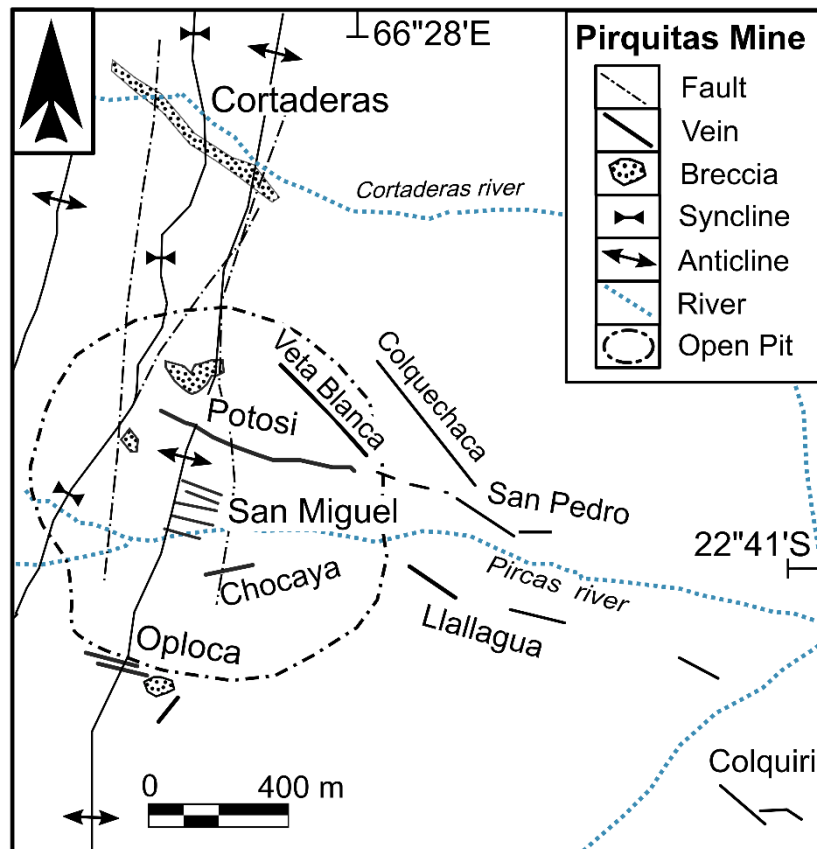 66"28'E
Pirquitas Mine
Fault
Vein
Breccia
Syncline
Anticline
River
Open Pit
Cortaderas
Cortaderas river
Veta Blanca
Colquechaca
Potosi
San Pedro
San Miguel
22"41'S
Pircas river
Chocaya
Llallagua
Oploca
Colquiri
0 400 m